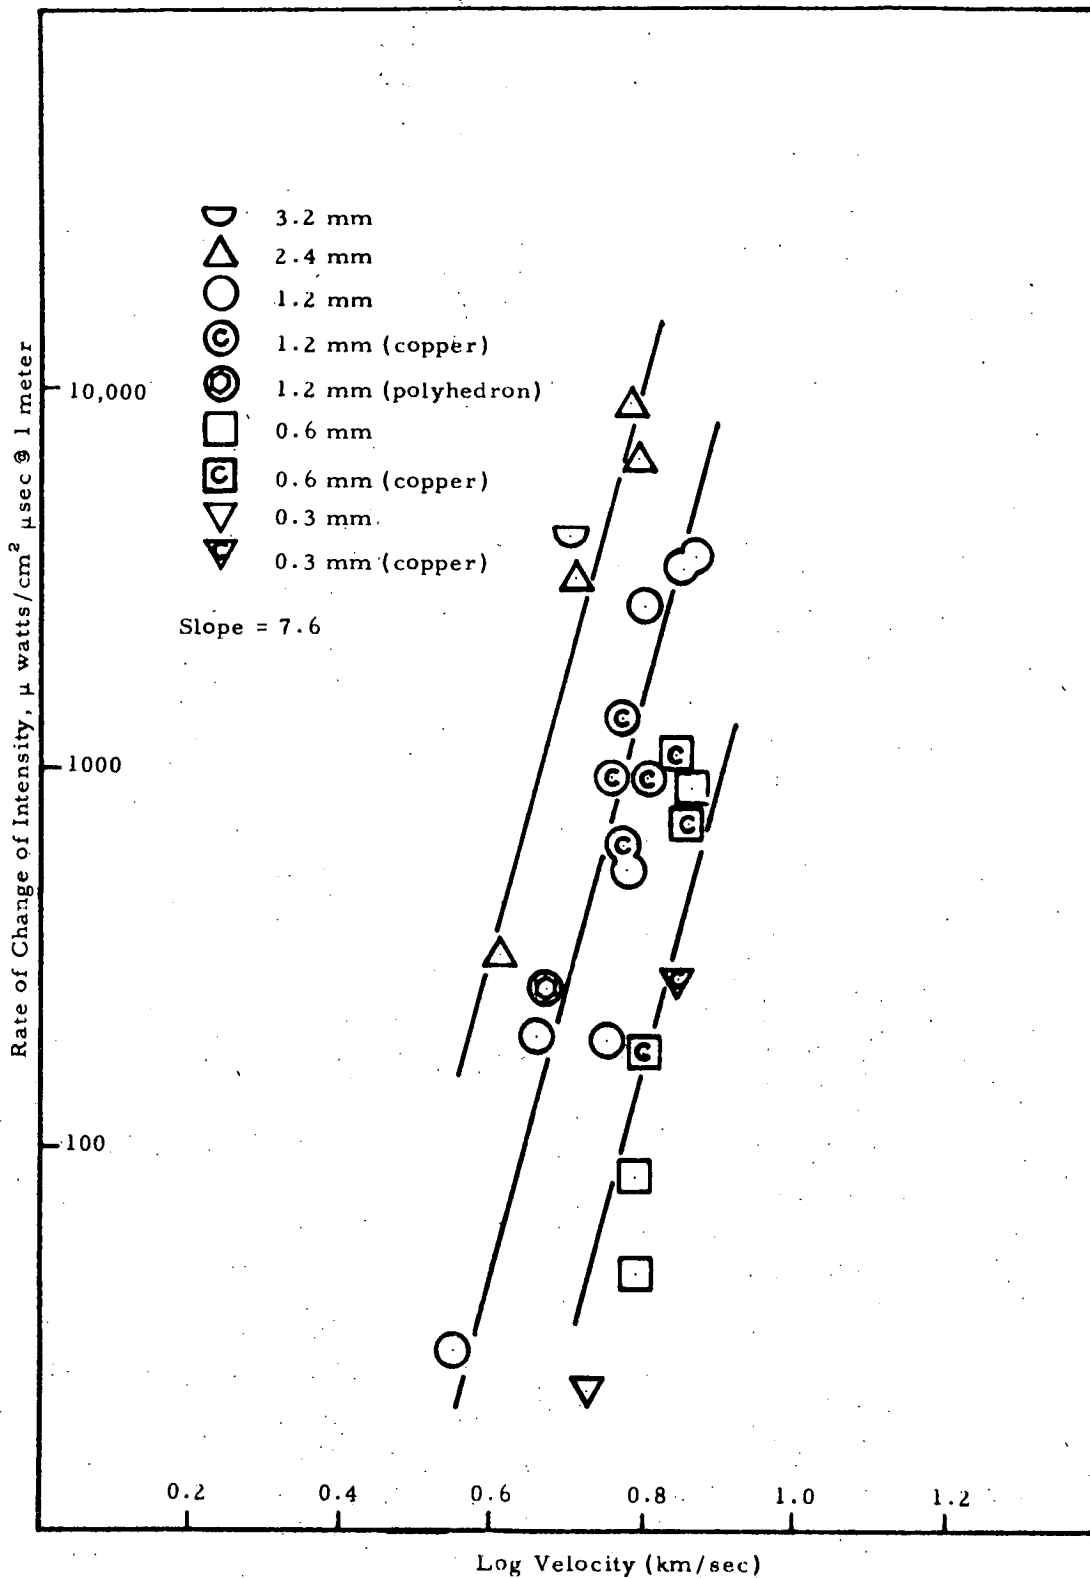 3.2 mm
2.4 mm
1.2 mm
C 1.2 mm (copper)
1.2 mm (polyhedron)
0.6 mm
C 0.6 mm (copper)
0.3 mm
C 0.3 mm (copper)
Slope = 7.6
Rate of Change of Intensity, μ watts/cm² μsec @ 1 meter
10,000
1000
100
C
C
C
C
C
C
C
C
0.2 0.4 0.6 0.8 1.0 1.2
Log Velocity (km/sec)